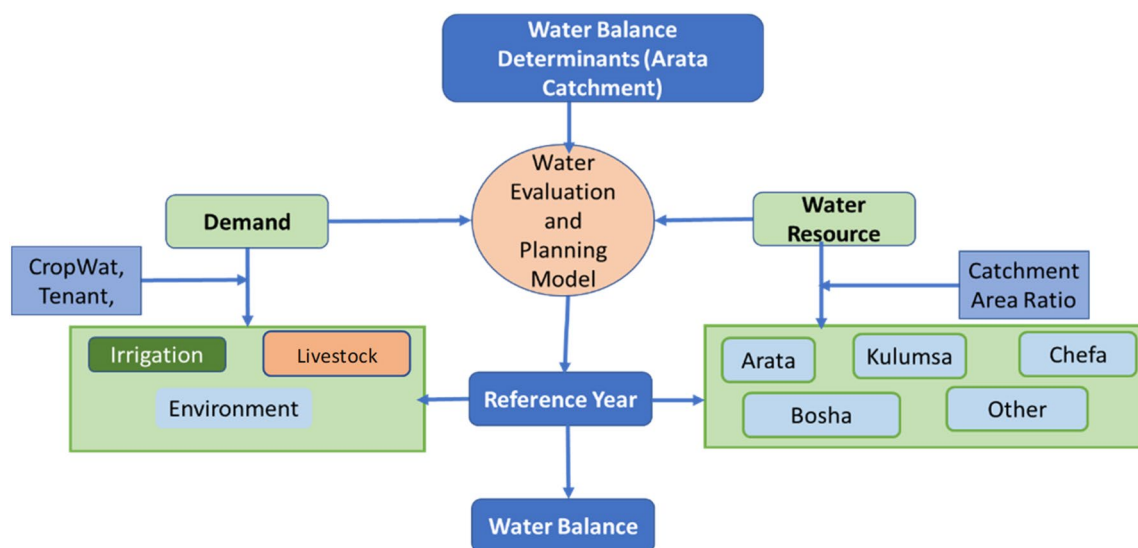 Water Balance
Determinants (Arata
Catchment)
Water
Evaluation
and
Planning
Model
Demand
Water
Resource
CropWat,
Tenant,
Catchment
Area Ratio
Irrigation
Livestock
Environment
Reference Year
Arata
Kulumsa
Chefa
Bosha
Other
Water Balance